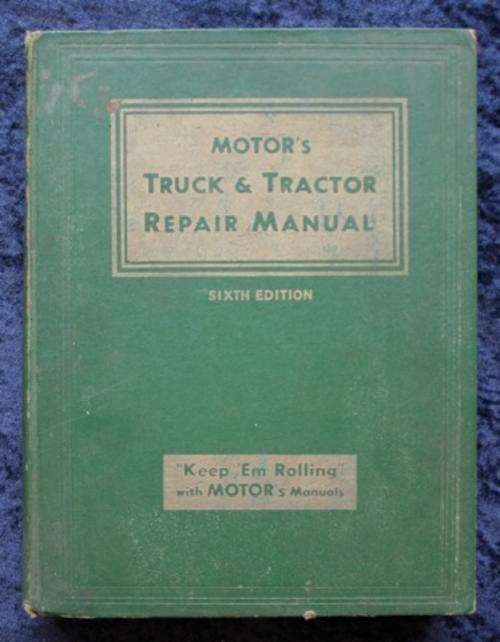 MOTOR's
TRUCK & TRACTOR
REPAIR MANUAL
SIXTH EDITION
"Keep 'Em Rolling"
with MOTOR's Manuals